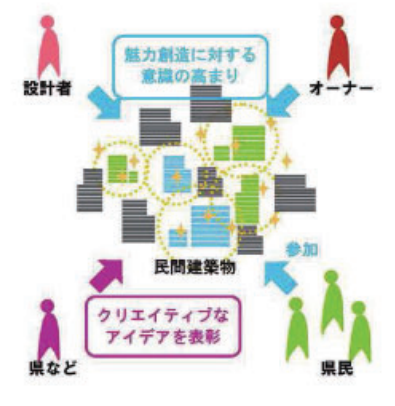 魅力創造に対する
意識の高まり
設計者
オーナー
参加
民間建築物
クリエイティブな
アイデアを表彰
県など
県民